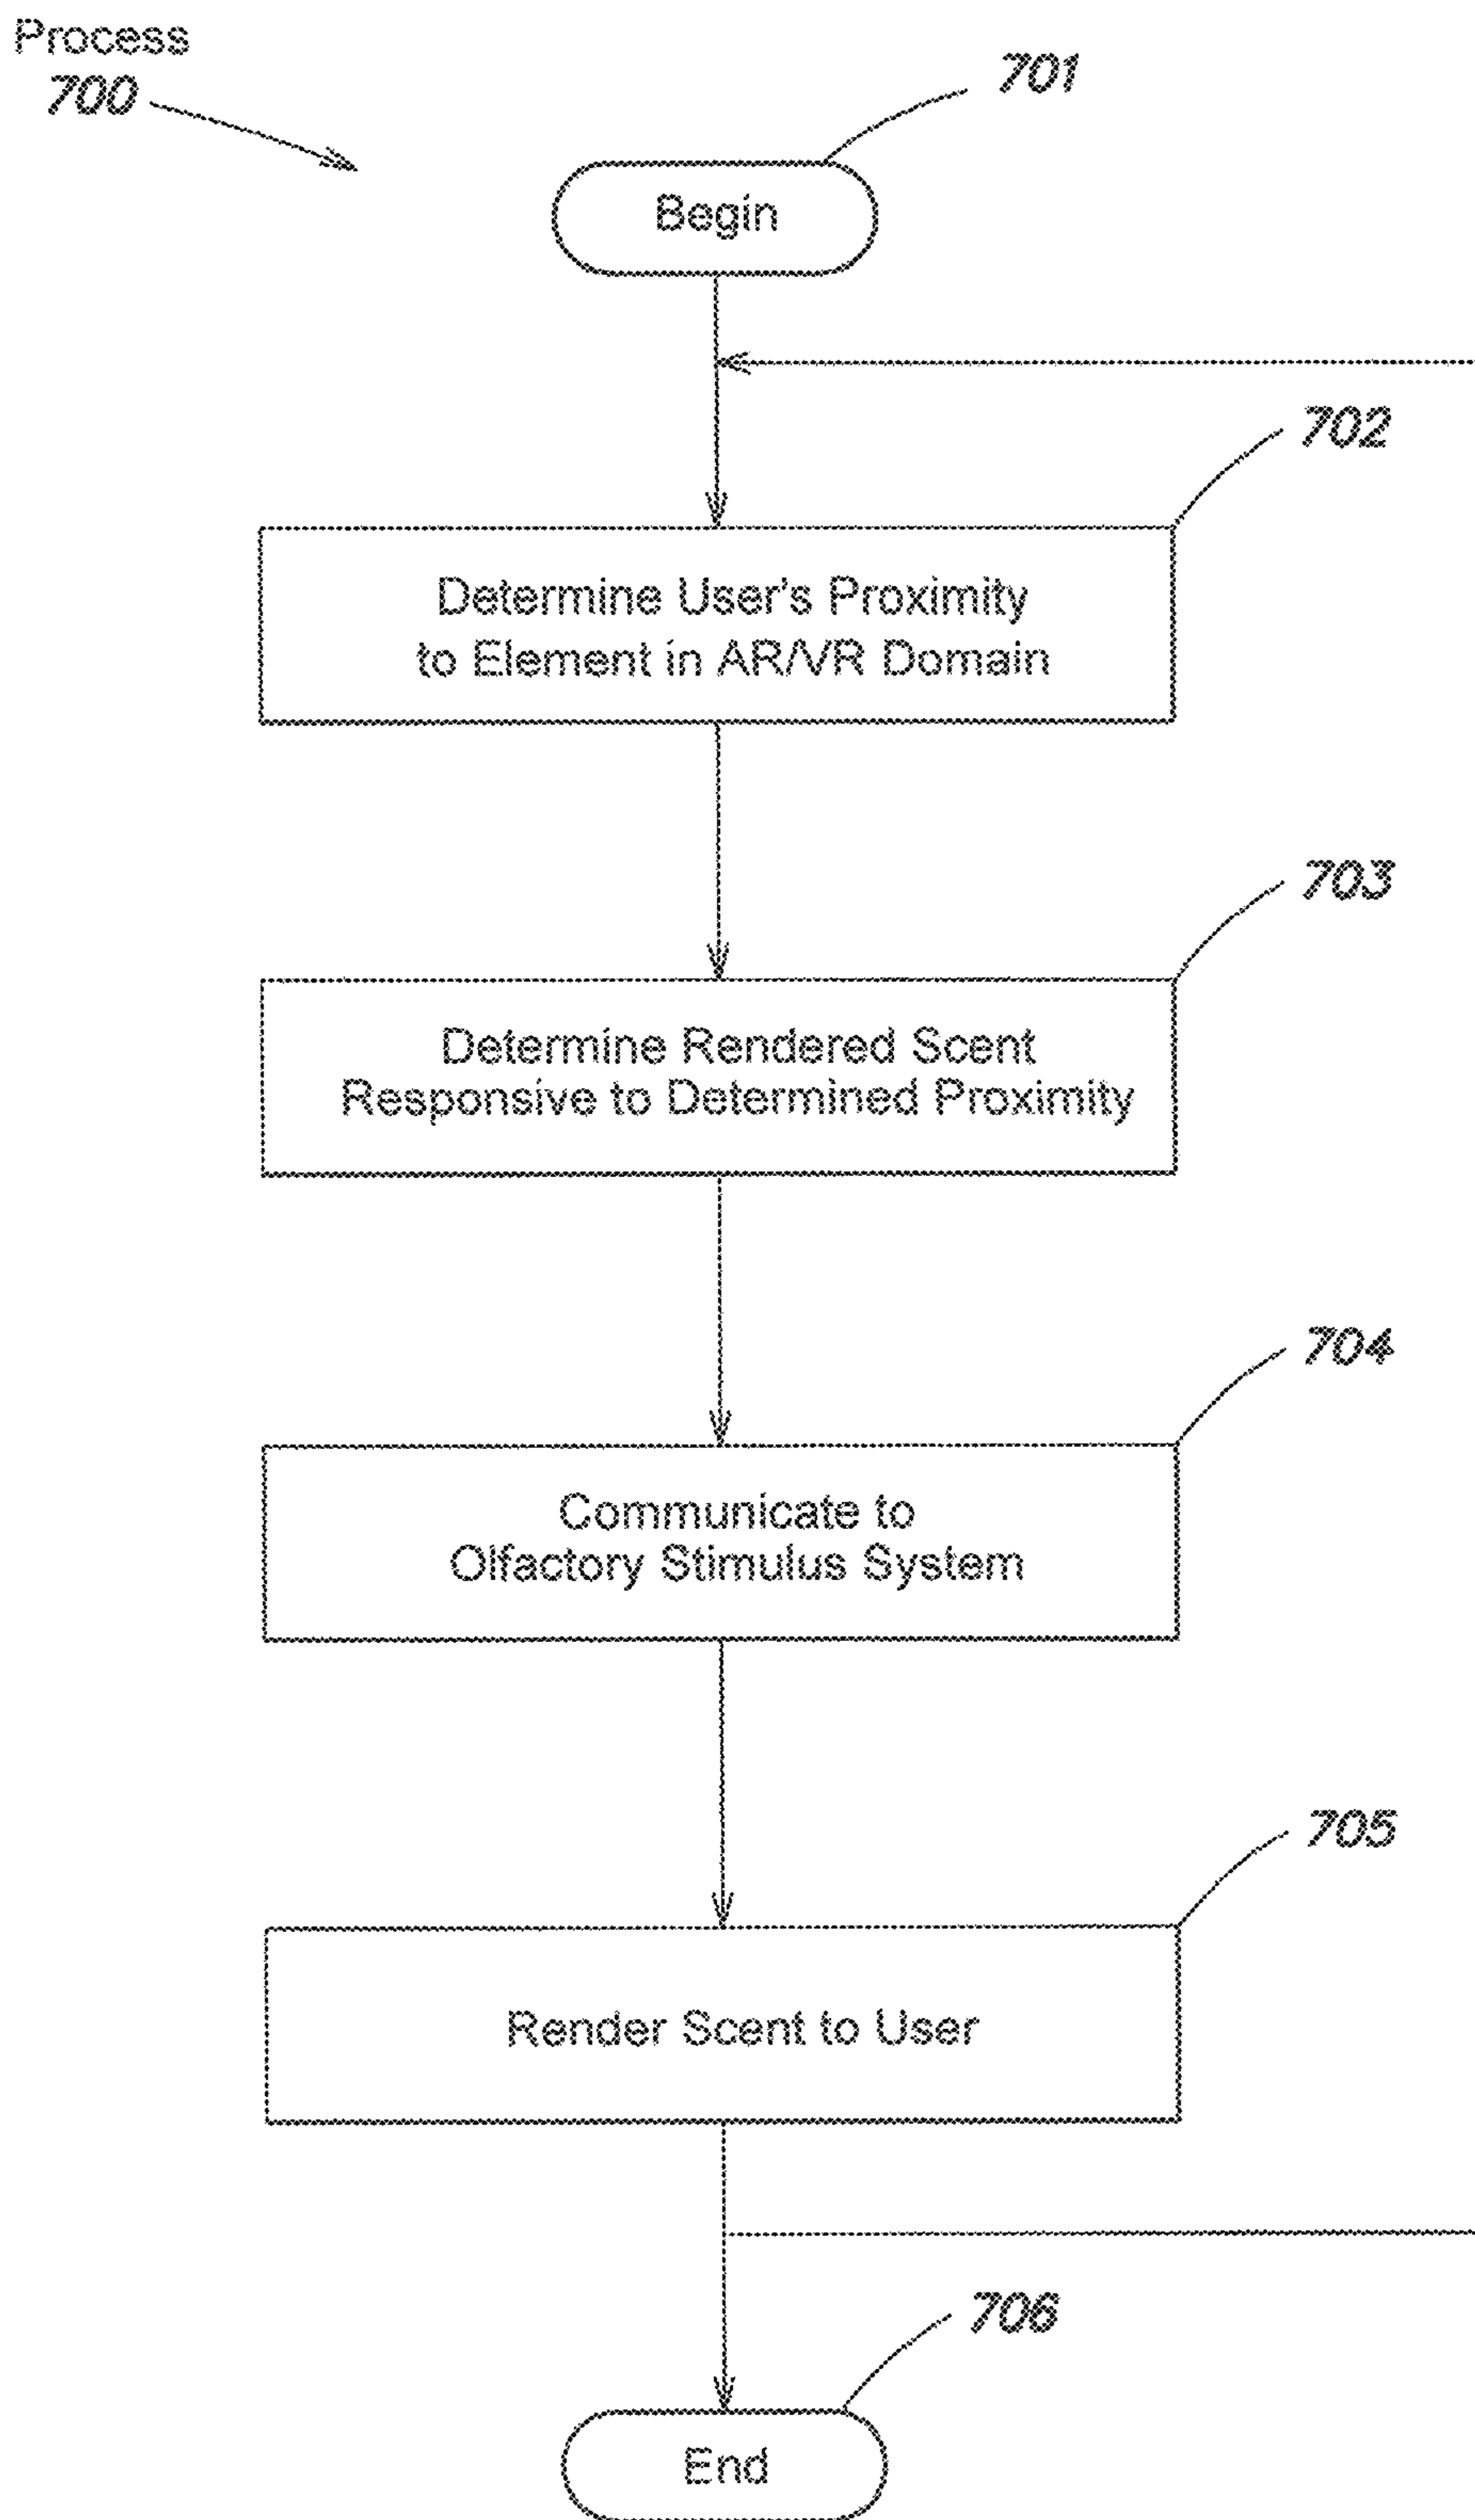 Process
700
701
Begin
702
Determine User's Proximity
to Element in AR/VR Domain
703
Determine Rendered Scent
Responsive to Determined Proximity
704
Communicate to
Olfactory Stimulus System
705
Render Scent to User
706
End